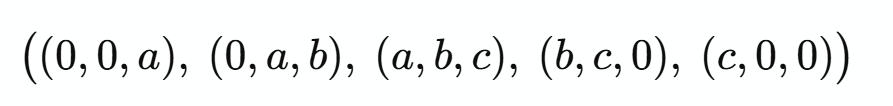 ((0, 0, a), (0, a, b), (a, b, c), (b, c, 0), (c, 0, 0))